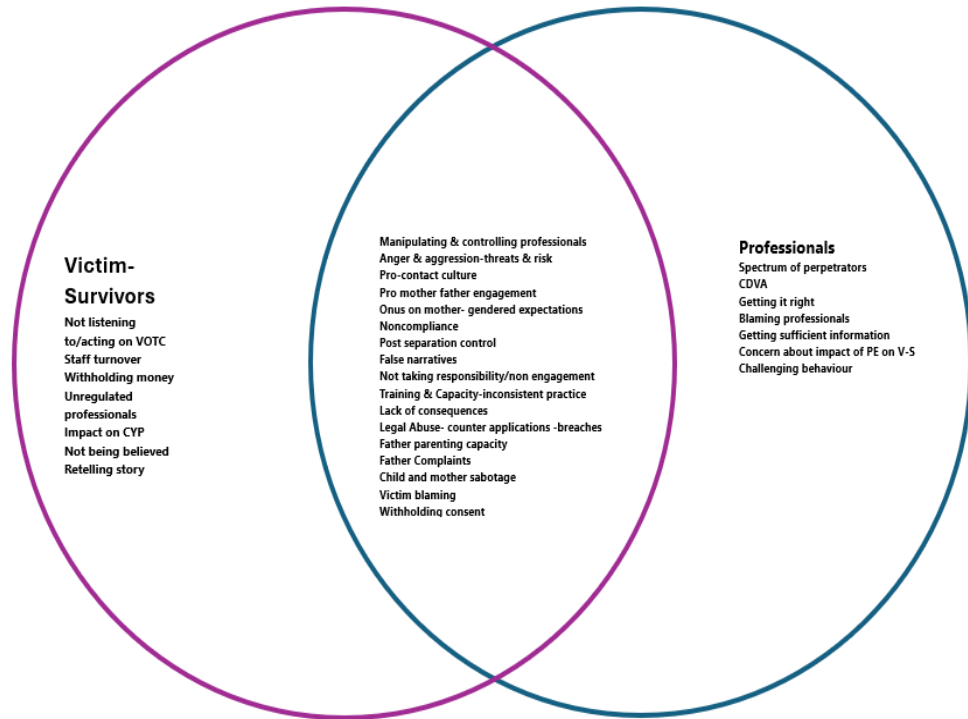 Victim-
Survivors
Not listening
to/acting on VOTC
Staff turnover
Withholding money
Unregulated
professionals
Impact on CYP
Not being believed
Retelling story
Manipulating & controlling professionals
Anger & aggression-threats & risk
Pro-contact culture
Pro mother father engagement
Onus on mother- gendered expectations
Noncompliance
Post separation control
False narratives
Not taking responsibility/non engagement
Training & Capacity-inconsistent practice
Lack of consequences
Legal Abuse- counter applications -breaches
Father parenting capacity
Father Complaints
Child and mother sabotage
Victim blaming
Withholding consent
Professionals
Spectrum of perpetrators
CDVA
Getting it right
Blaming professionals
Getting sufficient information
Concern about impact of PE on V-S
Challenging behaviour